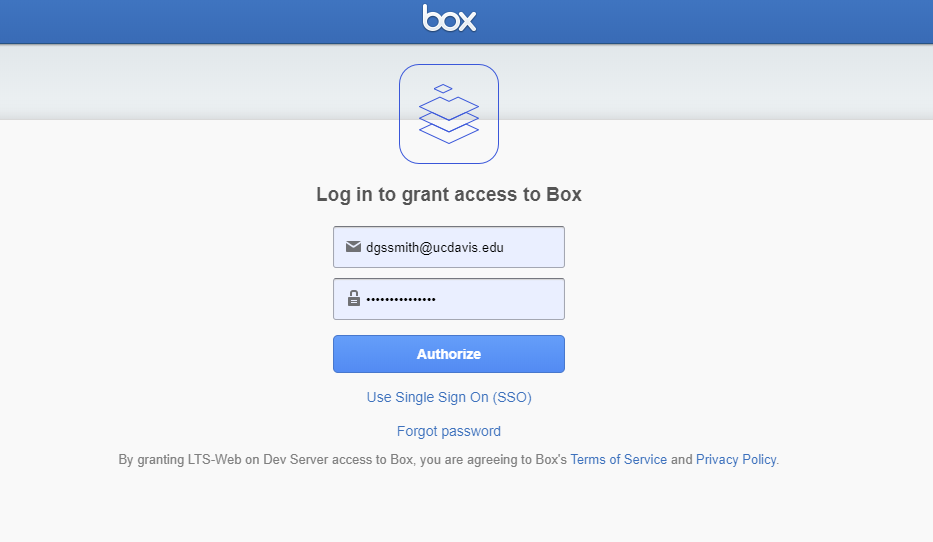 box
Log in to grant access to Box
dgssmith@ucdavis.edu
•••••••••••••••
Authorize
Use Single Sign On (SSO)
Forgot password
By granting LTS-Web on Dev Server access to Box, you are agreeing to Box's Terms of Service and Privacy Policy.